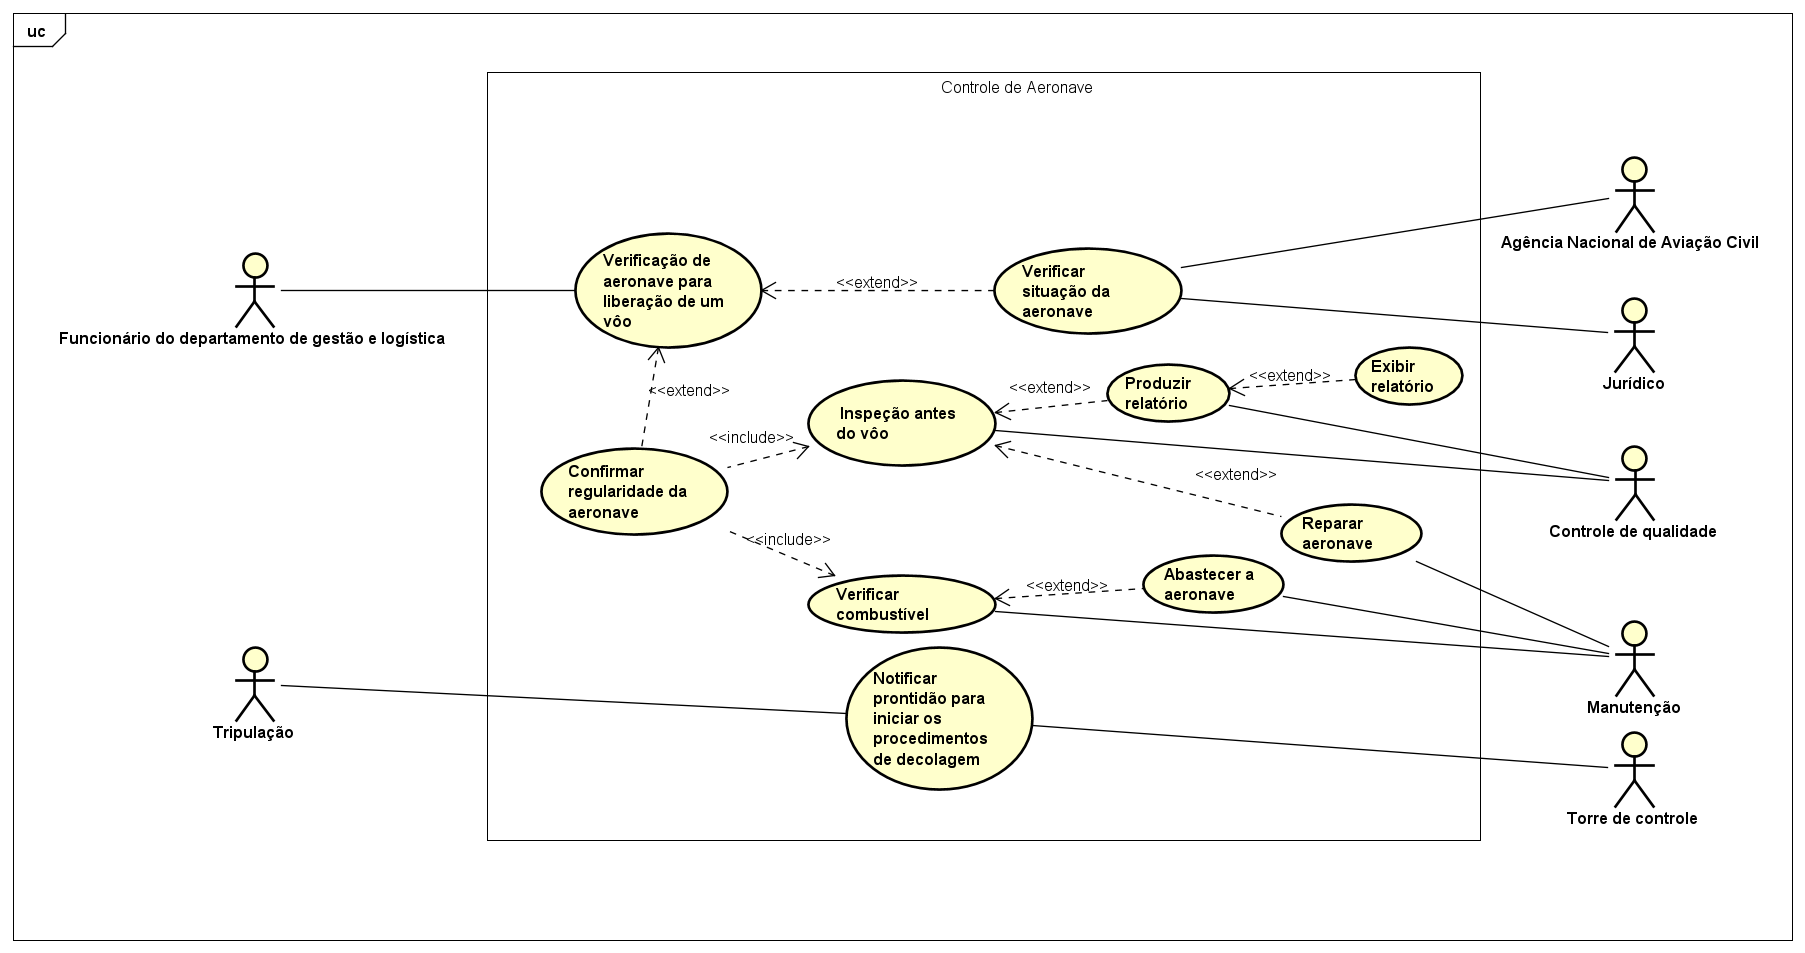 uc
Controle de Aeronave
Agência Nacional de Aviação Civil
Verificação de
aeronave para
liberação de um
vôo
<<extend>>
Verificar
situação da
aeronave
Funcionário do departamento de gestão e logística
Jurídico
<<extend>>
Inspeção antes
do vôo
<<extend>>
Produzir
relatório
<<extend>>
Exibir
relatório
<<include>>
Confirmar
regularidade da
aeronave
<<extend>>
Controle de qualidade
Reparar
aeronave
<<include>>
Verificar
combustível
<<extend>>
Abastecer a
aeronave
Manutenção
Tripulação
Notificar
prontidão para
iniciar os
procedimentos
de decolagem
Torre de controle